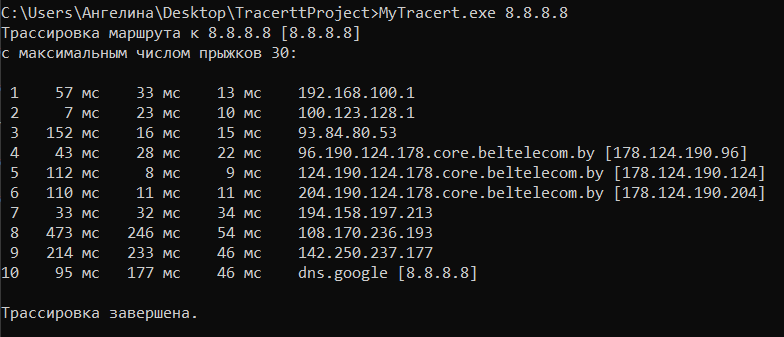 C:\Users\Ангелина\Desktop\TracerttProject>MyTracert.exe 8.8.8.8
Трассировка маршрута к 8.8.8.8 [8.8.8.8]
с максимальным числом прыжков 30:
1 57 мс 33 мс 13 мс 192.168.100.1
2 7 мс 23 мс 10 мс 100.123.128.1
3 152 мс 16 мс 15 мс 93.84.80.53
4 43 мс 28 мс 22 мс 96.190.124.178.core.beltelecom.by [178.124.190.96]
5 112 мс 8 мс 9 мс 124.190.124.178.core.beltelecom.by [178.124.190.124]
6 110 мс 11 мс 11 мс 204.190.124.178.core.beltelecom.by [178.124.190.204]
7 33 мс 32 мс 34 мс 194.158.197.213
8 473 мс 246 мс 54 мс 108.170.236.193
9 214 мс 233 мс 46 мс 142.250.237.177
10 95 мс 177 мс 46 мс dns.google [8.8.8.8]
Трассировка завершена.